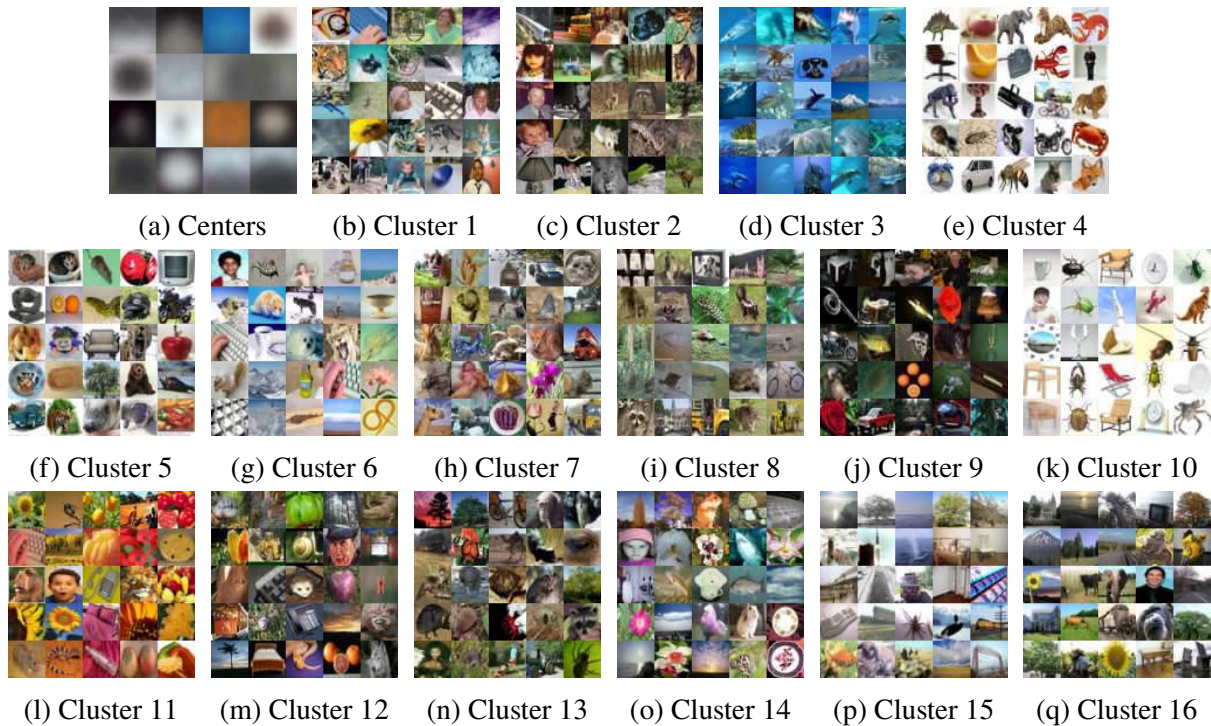 (a) Centers (b) Cluster 1 (c) Cluster 2 (d) Cluster 3 (e) Cluster 4
(f) Cluster 5 (g) Cluster 6 (h) Cluster 7 (i) Cluster 8 (j) Cluster 9 (k) Cluster 10
(l) Cluster 11 (m) Cluster 12 (n) Cluster 13 (o) Cluster 14 (p) Cluster 15 (q) Cluster 16